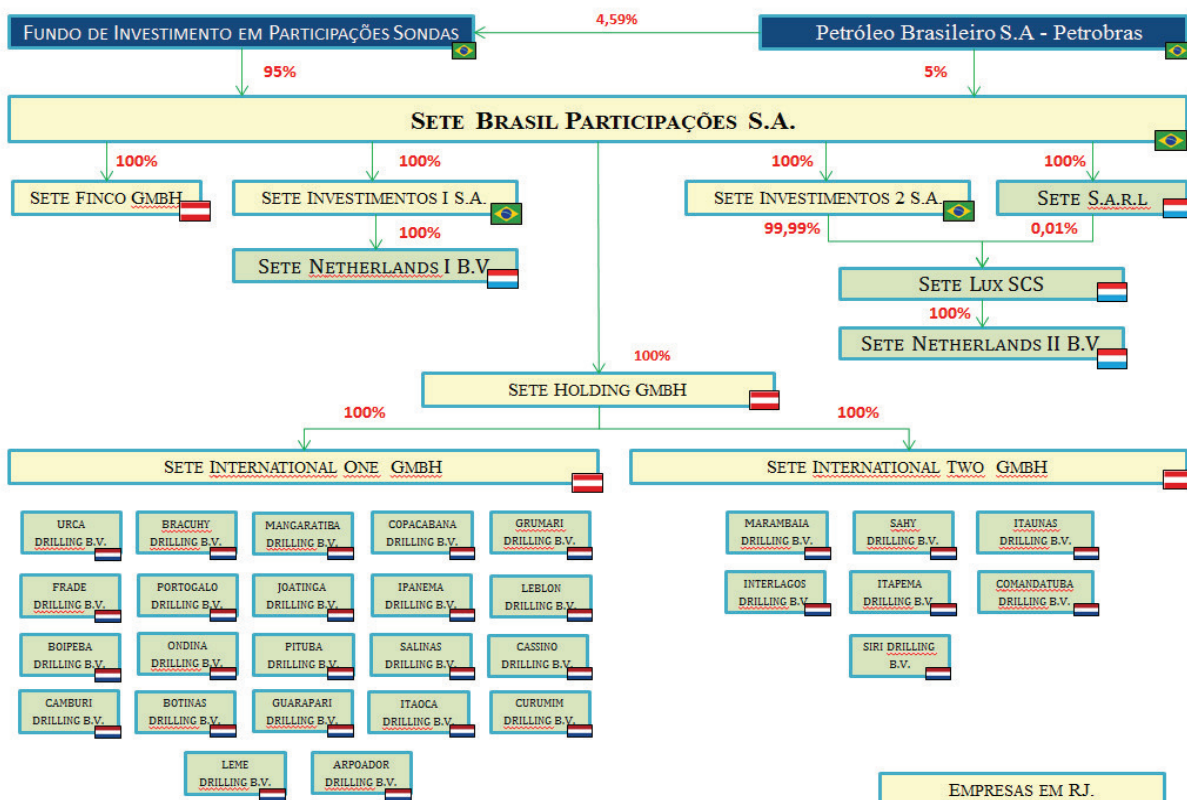 4,59%
FUNDO DE INVESTIMENTO EM PARTICIPAÇÕES SONDAS
Petróleo Brasileiro S.A - Petrobras
95%
5%
SETE BRASIL PARTICIPAÇÕES S.A.
100%
100%
100%
100%
SETE FINCO GMBH
SETE INVESTIMENTOS I S.A.
SETE INVESTIMENTOS 2 S.A.
SETE S.A.R.L
100%
99,99%
0,01%
SETE NETHERLANDS I B.V
SETE LUX SCS
100%
SETE NETHERLANDS II B.V
100%
SETE HOLDING GMBH
100%
100%
SETE INTERNATIONAL ONE GMBH
SETE INTERNATIONAL TWO GMBH
URCA
DRILLING B.V.
BRACUHY
DRILLING B.V.
MANGARATIBA
DRILLING B.V.
COPACABANA
DRILLING B.V.
GRUMARI
DRILLING B.V.
MARAMBAIA
DRILLING B.V.
SAHY
DRILLING B.V.
ITAUNAS
DRILLING B.V.
FRADE
DRILLING B.V.
PORTOGALO
DRILLING B.V.
JOATINGA
DRILLING B.V.
IPANEMA
DRILLING B.V.
LEBLON
DRILLING B.V.
INTERLAGOS
DRILLING B.V.
ITAPEMA
DRILLING B.V.
COMANDATUBA
DRILLING B.V.
BOIPEBA
DRILLING B.V.
ONDINA
DRILLING B.V.
PITUBA
DRILLING B.V.
SALINAS
DRILLING B.V.
CASSINO
DRILLING B.V.
SIRI DRILLING
B.V.
CAMBURI
DRILLING B.V.
BOTINAS
DRILLING B.V.
GUARAPARI
DRILLING B.V.
ITAOCA
DRILLING B.V.
CURUMIM
DRILLING B.V.
LEME
DRILLING B.V.
ARPOADOR
DRILLING B.V.
EMPRESAS EM RJ.